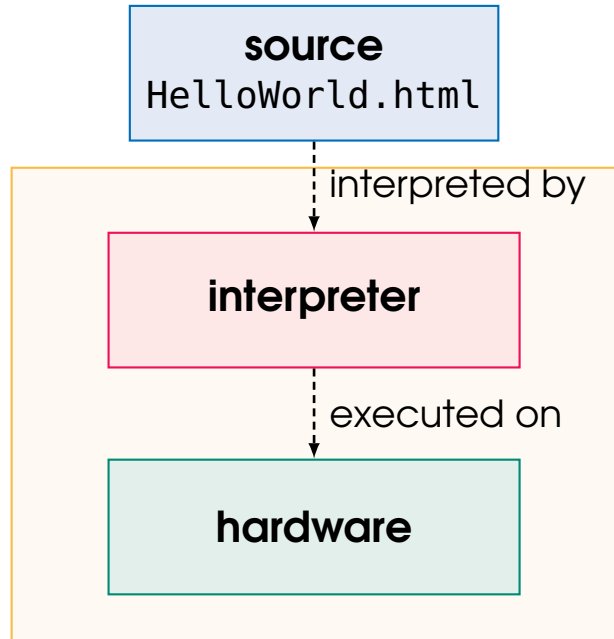 source
HelloWorld.html
interpreted by
interpreter
executed on
hardware